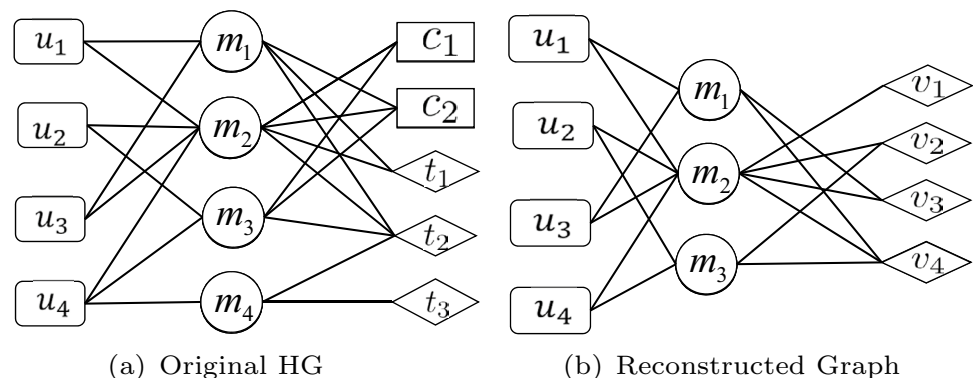 u₁ m₁ c₁
u₂ m₂ c₂
t₁
u₃ m₃ t₂
u₄ m₄ t₃
(a) Original HG
u₁ m₁ v₁
u₂ v₂
m₂ v₃
u₃ m₃ v₄
u₄
(b) Reconstructed Graph